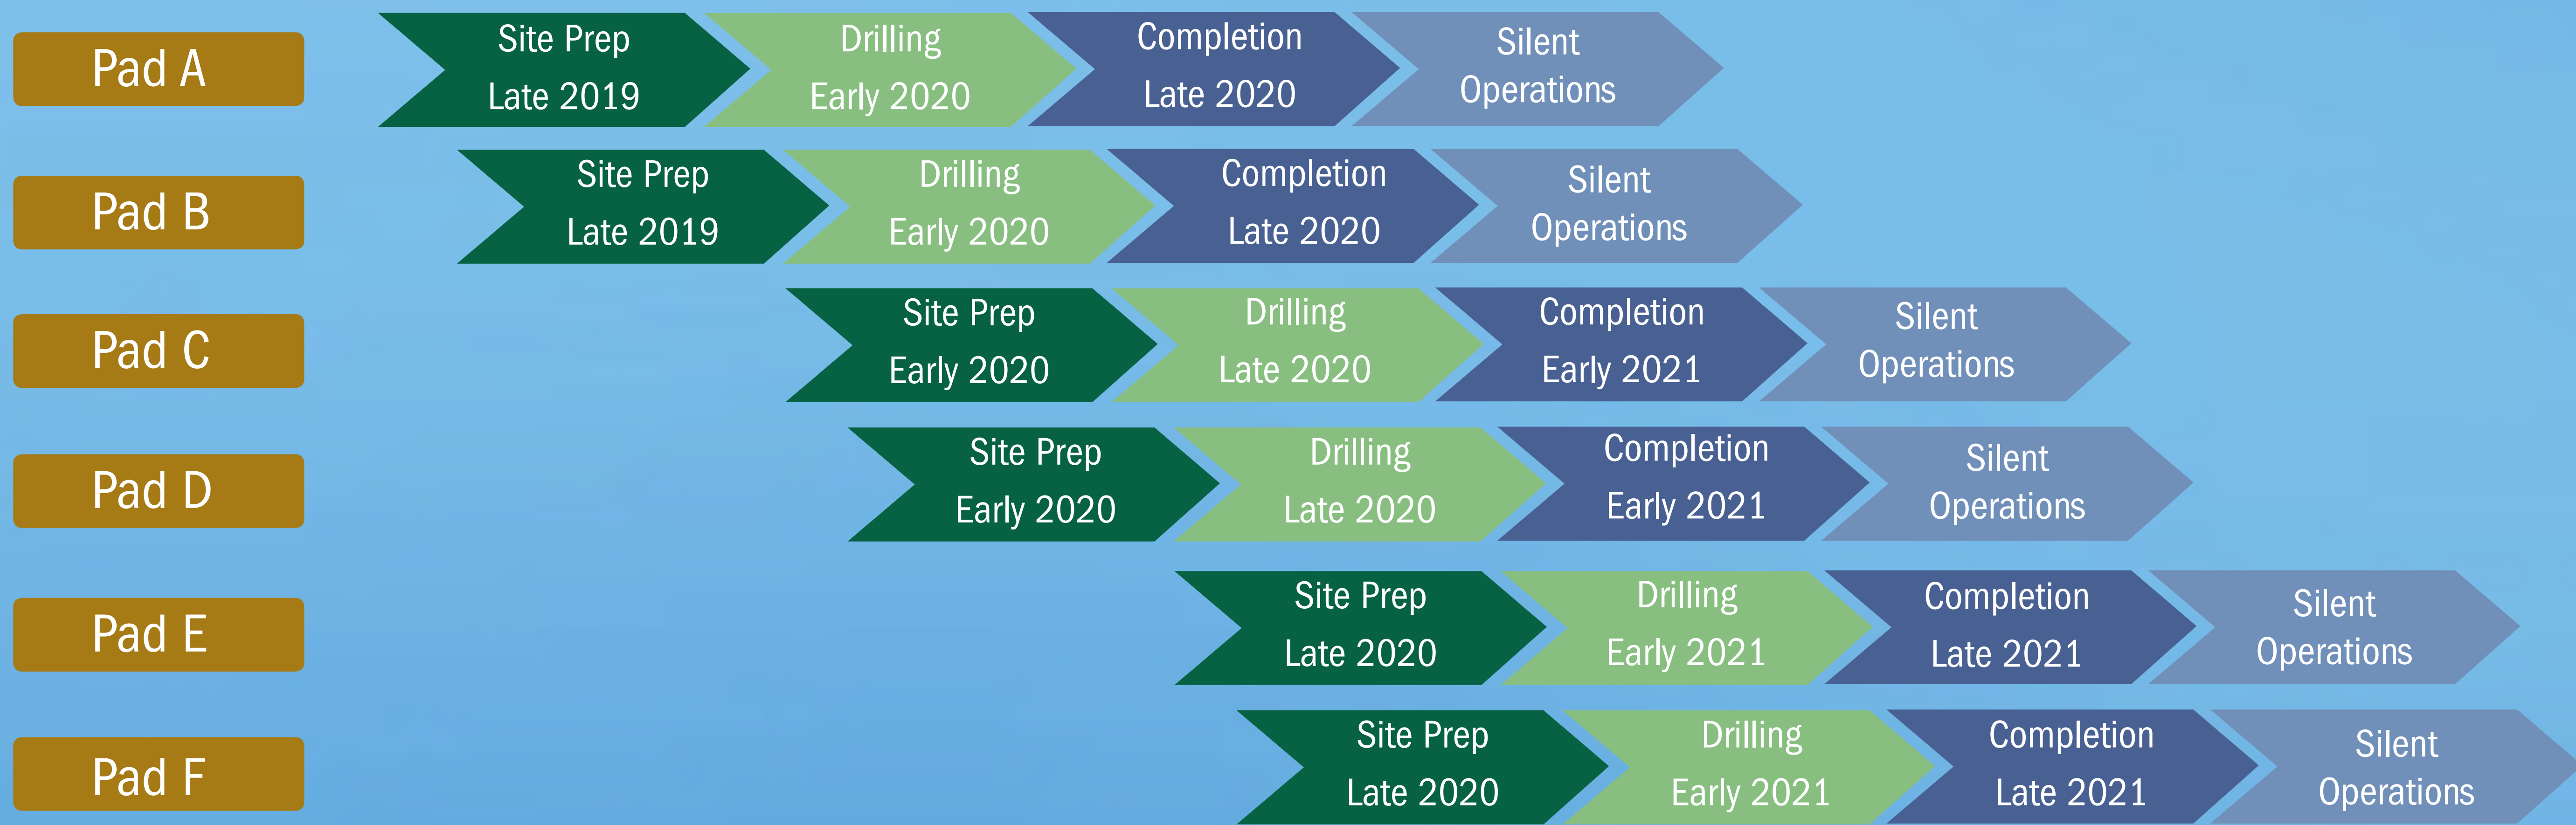 Pad A
Site Prep
Late 2019
Drilling
Early 2020
Completion
Late 2020
Silent
Operations
Pad B
Site Prep
Late 2019
Drilling
Early 2020
Completion
Late 2020
Silent
Operations
Pad C
Site Prep
Early 2020
Drilling
Late 2020
Completion
Early 2021
Silent
Operations
Pad D
Site Prep
Early 2020
Drilling
Late 2020
Completion
Early 2021
Silent
Operations
Pad E
Site Prep
Late 2020
Drilling
Early 2021
Completion
Late 2021
Silent
Operations
Pad F
Site Prep
Late 2020
Drilling
Early 2021
Completion
Late 2021
Silent
Operations